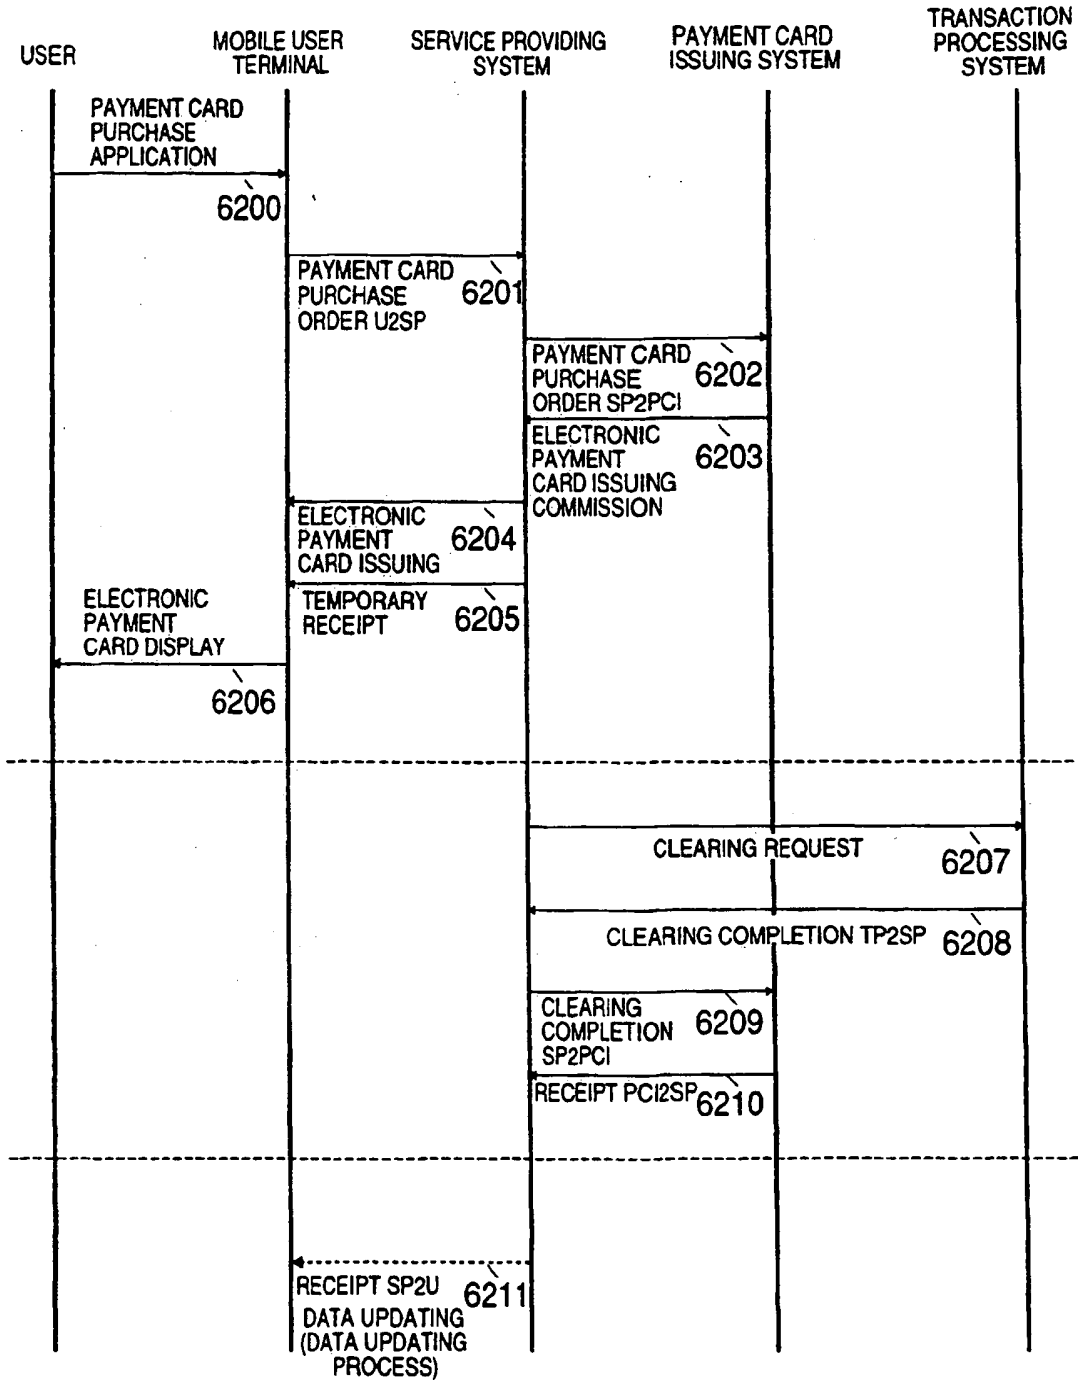 USER
MOBILE USER
TERMINAL
SERVICE PROVIDING
SYSTEM
PAYMENT CARD
ISSUING SYSTEM
TRANSACTION
PROCESSING
SYSTEM
PAYMENT CARD
PURCHASE
APPLICATION
6200
PAYMENT CARD
PURCHASE
ORDER U2SP
6201
PAYMENT CARD
PURCHASE
ORDER SP2PCI
6202
ELECTRONIC
PAYMENT
CARD ISSUING
COMMISSION
6203
ELECTRONIC
PAYMENT
CARD ISSUING
6204
TEMPORARY
RECEIPT
6205
ELECTRONIC
PAYMENT
CARD DISPLAY
6206
CLEARING REQUEST
6207
CLEARING COMPLETION TP2SP
6208
CLEARING
COMPLETION
SP2PCI
6209
RECEIPT PCI2SP
6210
RECEIPT SP2U
6211
DATA UPDATING
(DATA UPDATING
PROCESS)